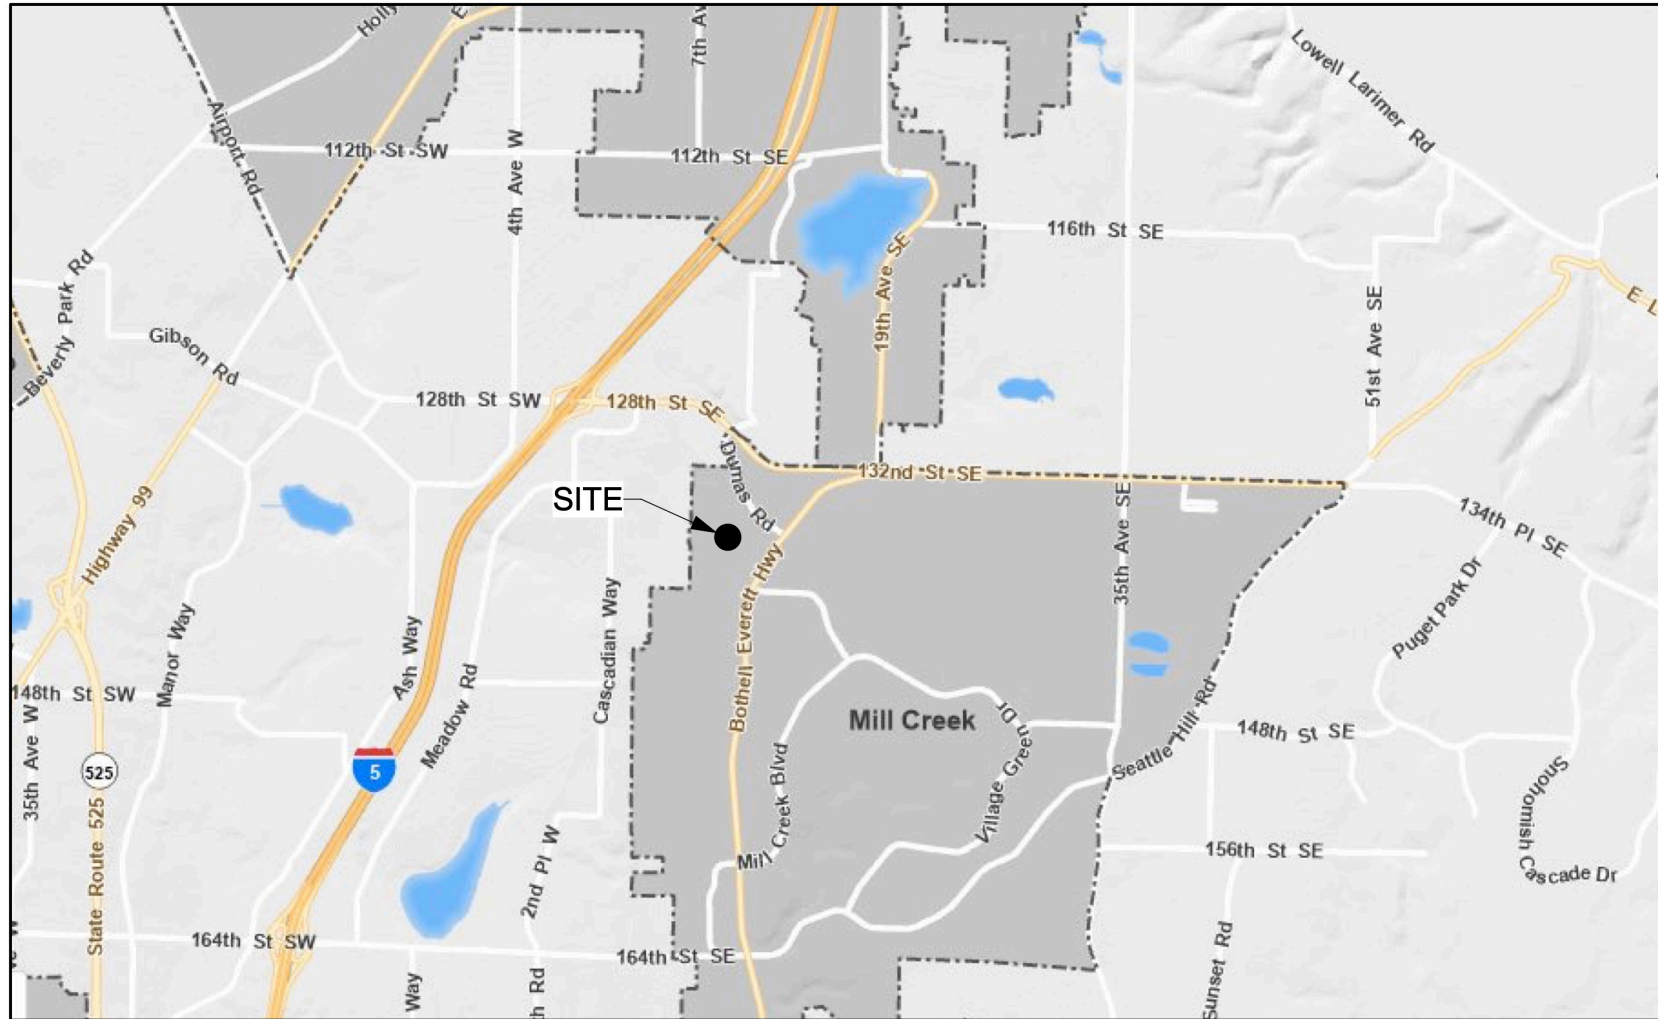 Holly
E
7th Av
Lowell Larimer Rd
Airport Rd
112th St SW
4th Ave W
112th St SE
116th St SE
Beverly Park Rd
19th Ave SE
51st Ave SE
E L
Gibson Rd
128th St SW
128th St SE
Dumas Rd
132nd St SE
SITE
Highway 99
35th Ave SE
134th Pl SE
Bothell Everett Hwy
Puget Park Dr
Manor Way
Ash Way
Cascadian Way
Meadow Rd
148th St SW
35th Ave W
Mill Creek
Village Green Dr
Seattle Hill Rd
148th St SE
525
5
Mill Creek Blvd
Snohomish Cascade Dr
State Route 525
2nd Pl W
156th St SE
164th St SW
164th St SE
Sunset Rd
Way
th Rd